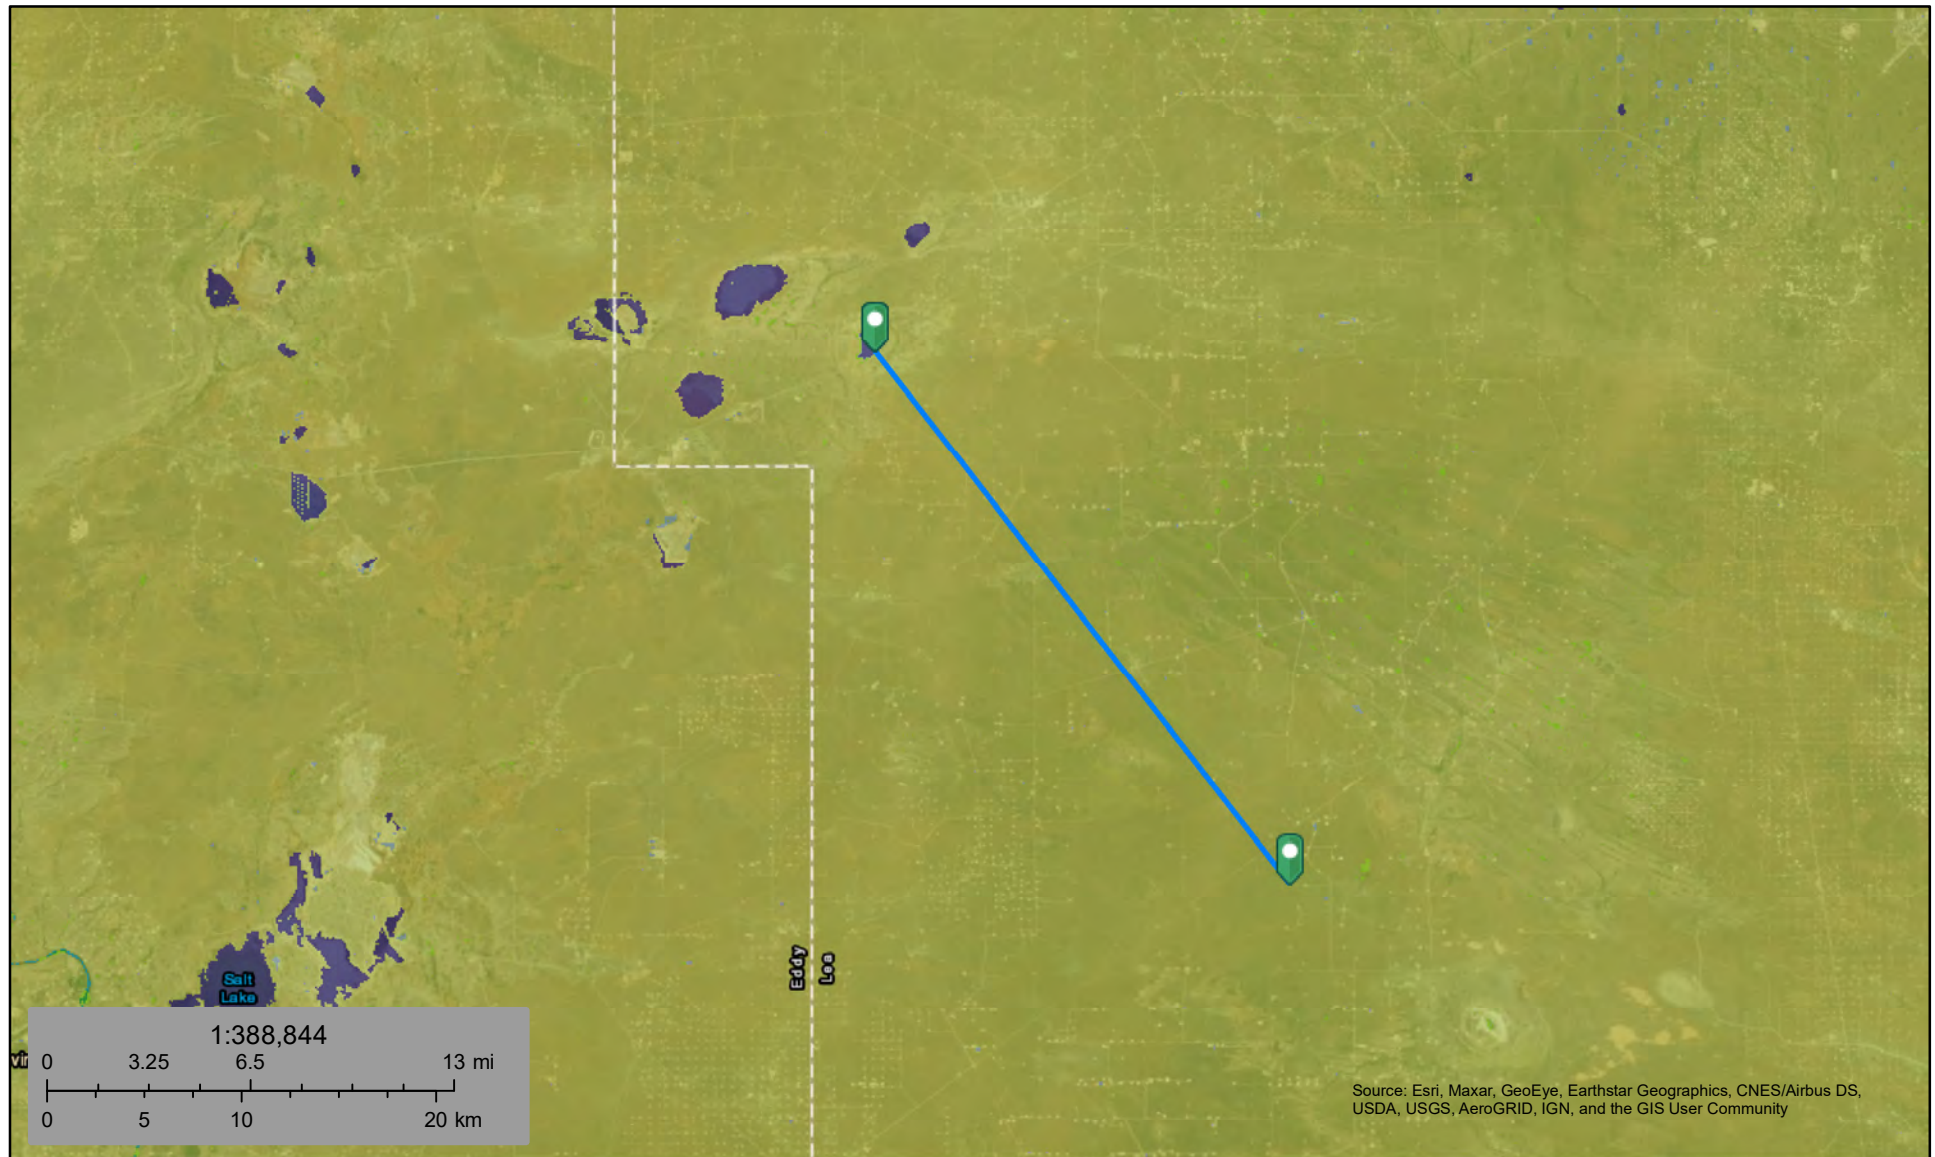 Eddy
Lea
Salt
Lake
1:388,844
0 3.25 6.5 13 mi
0 5 10 20 km
Source: Esri, Maxar, GeoEye, Earthstar Geographics, CNES/Airbus DS,
USDA, USGS, AeroGRID, IGN, and the GIS User Community